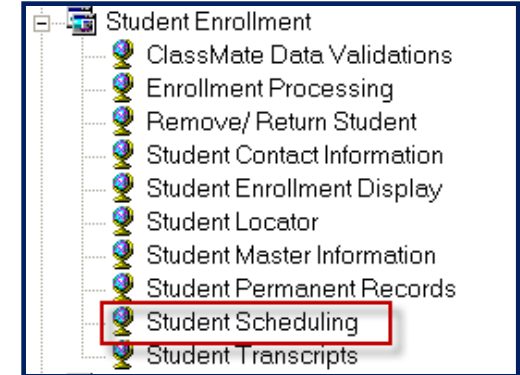 Student Enrollment
ClassMate Data Validations
Enrollment Processing
Remove/ Return Student
Student Contact Information
Student Enrollment Display
Student Locator
Student Master Information
Student Permanent Records
Student Scheduling
Student Transcripts